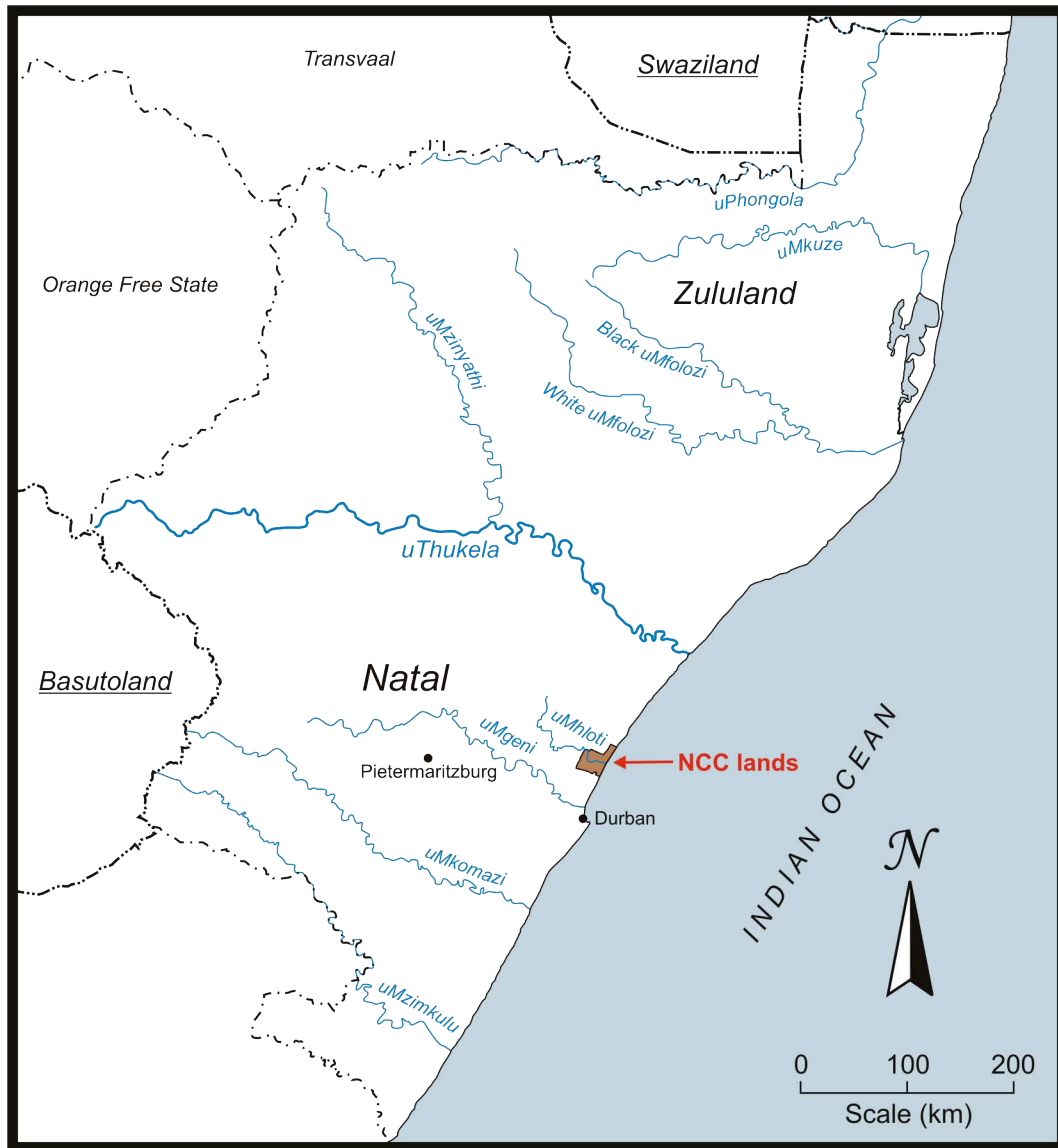 Transvaal
Swaziland
uPhongola
uMkuze
Orange Free State
Zululand
uMzinyathi
Black uMfolozi
White uMfolozi
uThukela
Basutoland
Natal
uMhloti
uMgeni
NCC lands
Pietermaritzburg
Durban
INDIAN OCEAN
N
uMkomazi
uMzimkulu
0 100 200
Scale (km)